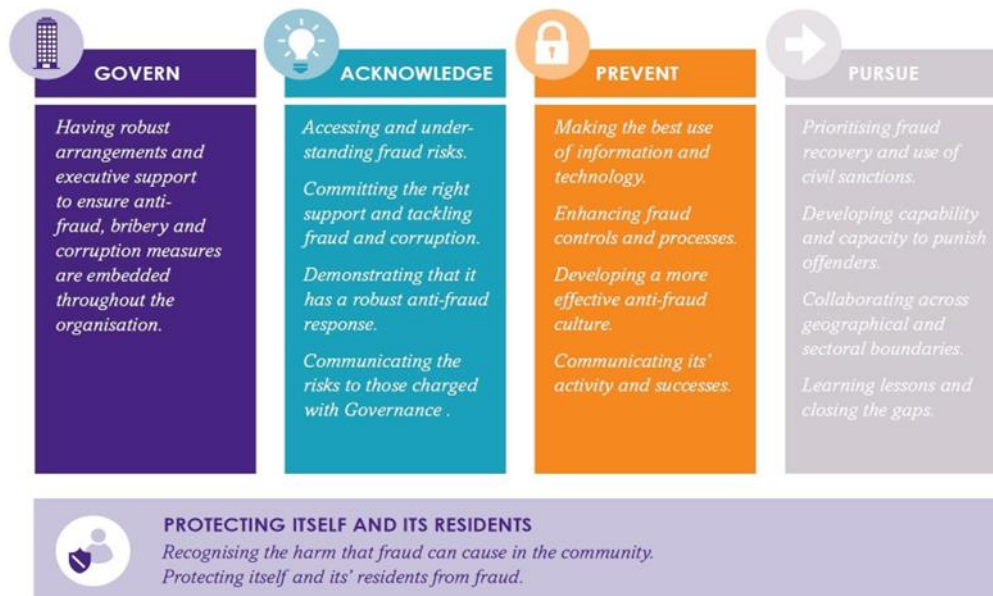 GOVERN
Having robust
arrangements and
executive support
to ensure anti-
fraud, bribery and
corruption measures
are embedded
throughout the
organisation.
ACKNOWLEDGE
Accessing and under-
standing fraud risks.
Committing the right
support and tackling
fraud and corruption.
Demonstrating that it
has a robust anti-fraud
response.
Communicating the
risks to those charged
with Governance .
PREVENT
Making the best use
of information and
technology.
Enhancing fraud
controls and processes.
Developing a more
effective anti-fraud
culture.
Communicating its’
activity and successes.
PURSUE
Prioritising fraud
recovery and use of
civil sanctions.
Developing capability
and capacity to punish
offenders.
Collaborating across
geographical and
sectoral boundaries.
Learning lessons and
closing the gaps.
PROTECTING ITSELF AND ITS RESIDENTS
Recognising the harm that fraud can cause in the community.
Protecting itself and its’ residents from fraud.